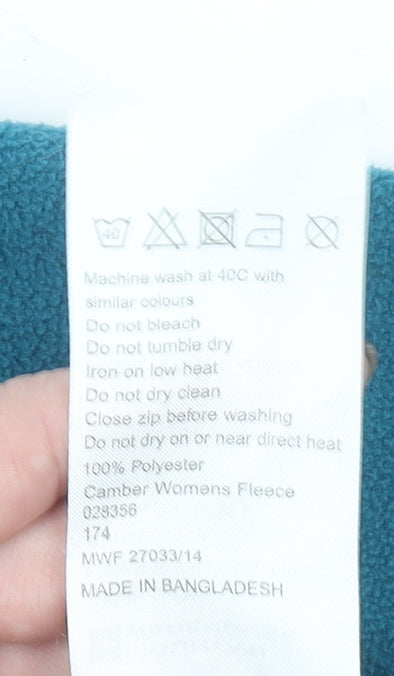 40
Machine wash at 40C with
similar colours
Do not bleach
Do not tumble dry
Iron on low heat
Do not dry clean
Close zip before washing
Do not dry on or near direct heat
100% Polyester
Camber Womens Fleece
028356
174
MWF 27033/14
MADE IN BANGLADESH